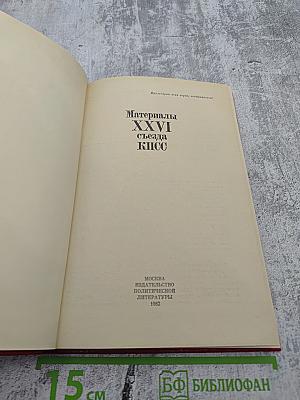 Материалы
XXVI
съезда
КПСС
МОСКВА
ИЗДАТЕЛЬСТВО
ПОЛИТИЧЕСКОЙ
ЛИТЕРАТУРЫ
1982
15 см
БФ БИБЛИОФАН